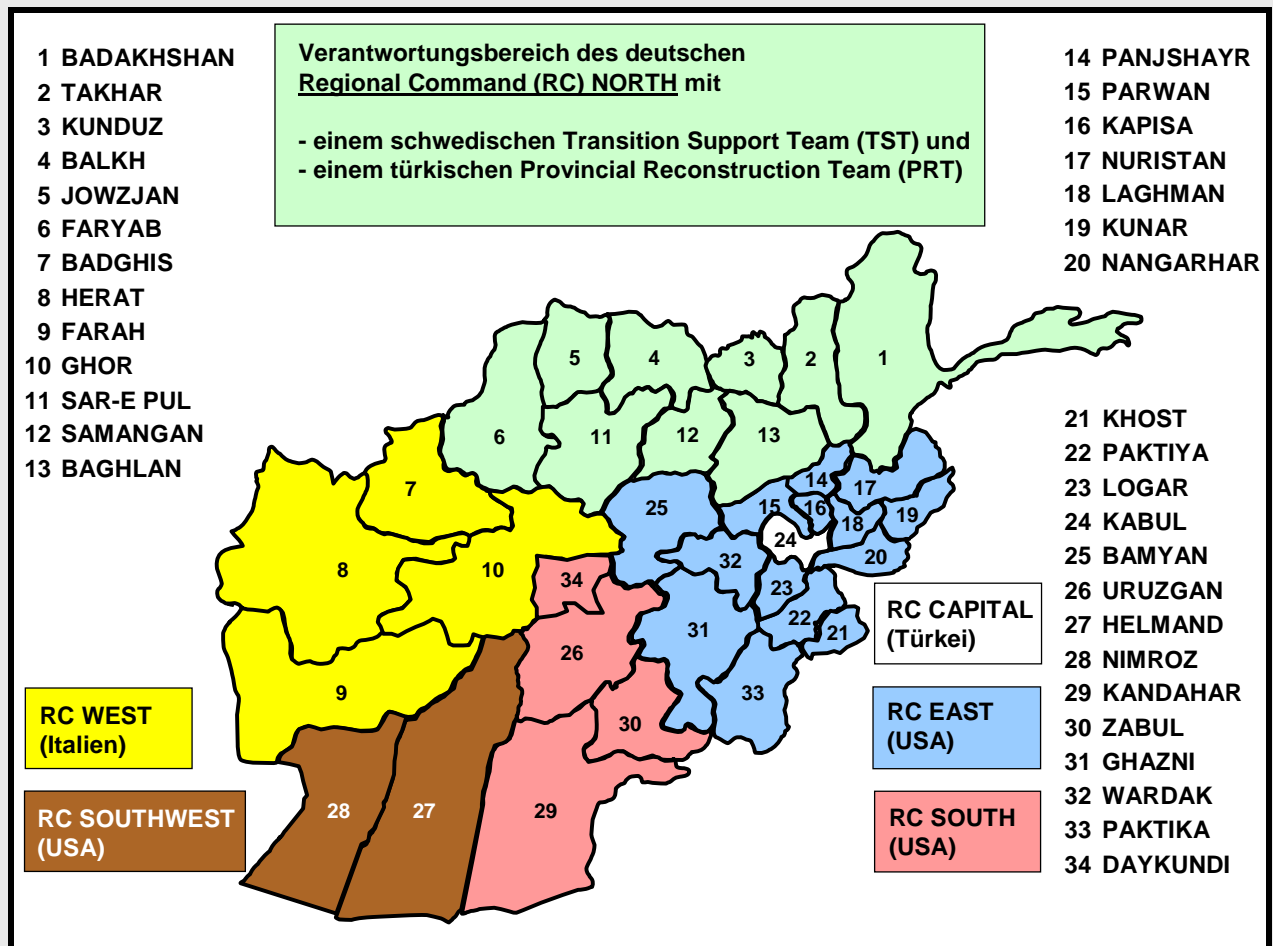 1 BADAKHSHAN
2 TAKHAR
3 KUNDUZ
4 BALKH
5 JOWZJAN
6 FARYAB
7 BADGHIS
8 HERAT
9 FARAH
10 GHOR
11 SAR-E PUL
12 SAMANGAN
13 BAGHLAN
Verantwortungsbereich des deutschen
Regional Command (RC) NORTH mit
- einem schwedischen Transition Support Team (TST) und
- einem türkischen Provincial Reconstruction Team (PRT)
14 PANJSHAYR
15 PARWAN
16 KAPISA
17 NURISTAN
18 LAGHMAN
19 KUNAR
20 NANGARHAR
21 KHOST
22 PAKTIYA
23 LOGAR
24 KABUL
25 BAMYAN
26 URUZGAN
27 HELMAND
28 NIMROZ
29 KANDAHAR
30 ZABUL
31 GHAZNI
32 WARDAK
33 PAKTIKA
34 DAYKUNDI
5
4
3
2
1
6
11
12
13
7
14
17
25
15
16
18
19
24
20
8
10
34
32
23
22
21
31
26
9
33
30
28
27
29
RC WEST
(Italien)
RC SOUTHWEST
(USA)
RC CAPITAL
(Türkei)
RC EAST
(USA)
RC SOUTH
(USA)